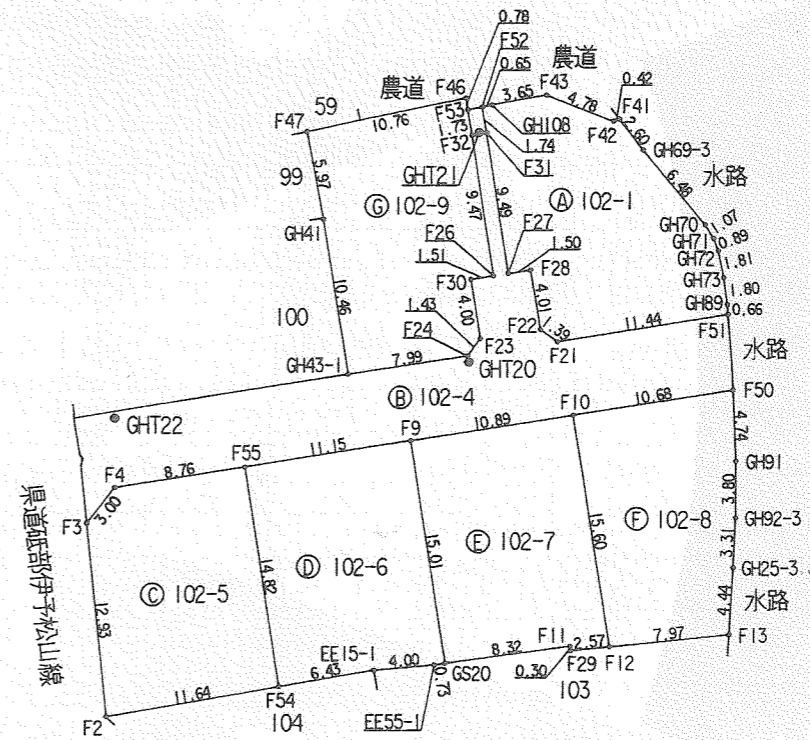 0.78
F52
0.65
農道
農道
F46
F53
3.65
F43
4.78
0.42
F41
F42
2.60
59
F47
10.76
1.73
F32
GH108
1.74
F31
GHT21
GH69-3
水路
6.48
99
5.97
Ⓖ 102-9
9.47
9.49
Ⓐ 102-1
GH41
F26
F27
1.50
GH70
1.07
GH71
0.89
GH72
1.81
GH73
1.80
GH89
0.66
F51
1.51
F30
F28
100
10.46
4.00
4.01
1.43
F24
F23
F22
1.39
F21
11.44
水路
GH43-1
7.99
GHT20
Ⓑ 102-4
GHT22
F50
10.68
F10
10.89
F9
11.15
F55
8.76
F4
3.00
F3
4.74
GH91
3.80
GH92-3
3.31
GH25-3
水路
4.44
県道砥部伊予松山線
12.93
Ⓒ 102-5
14.82
Ⓓ 102-6
15.01
Ⓔ 102-7
15.60
Ⓕ 102-8
F2
11.64
F54
6.43
EE15-1
4.00
0.73
GS20
8.32
F11
0.30
F29
2.57
F12
7.97
F13
104
EE55-1
103